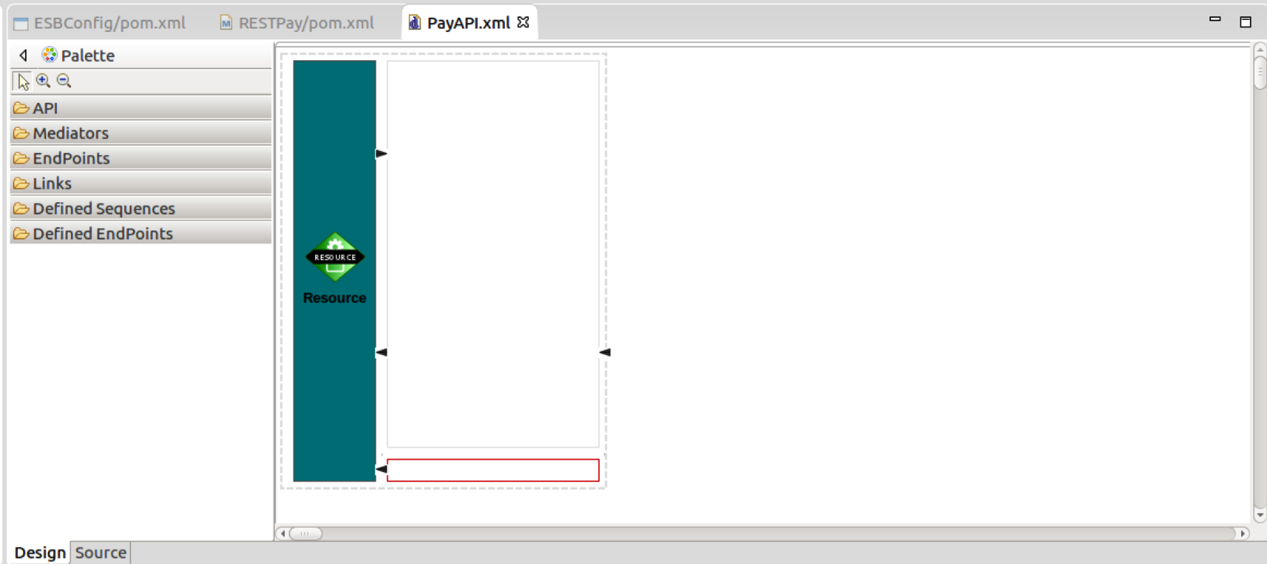 ESBConfig/pom.xml RESTPay/pom.xml PayAPI.xml
Palette
API
Mediators
EndPoints
Links
Defined Sequences
Defined EndPoints
RESOURCE
Resource
Design Source